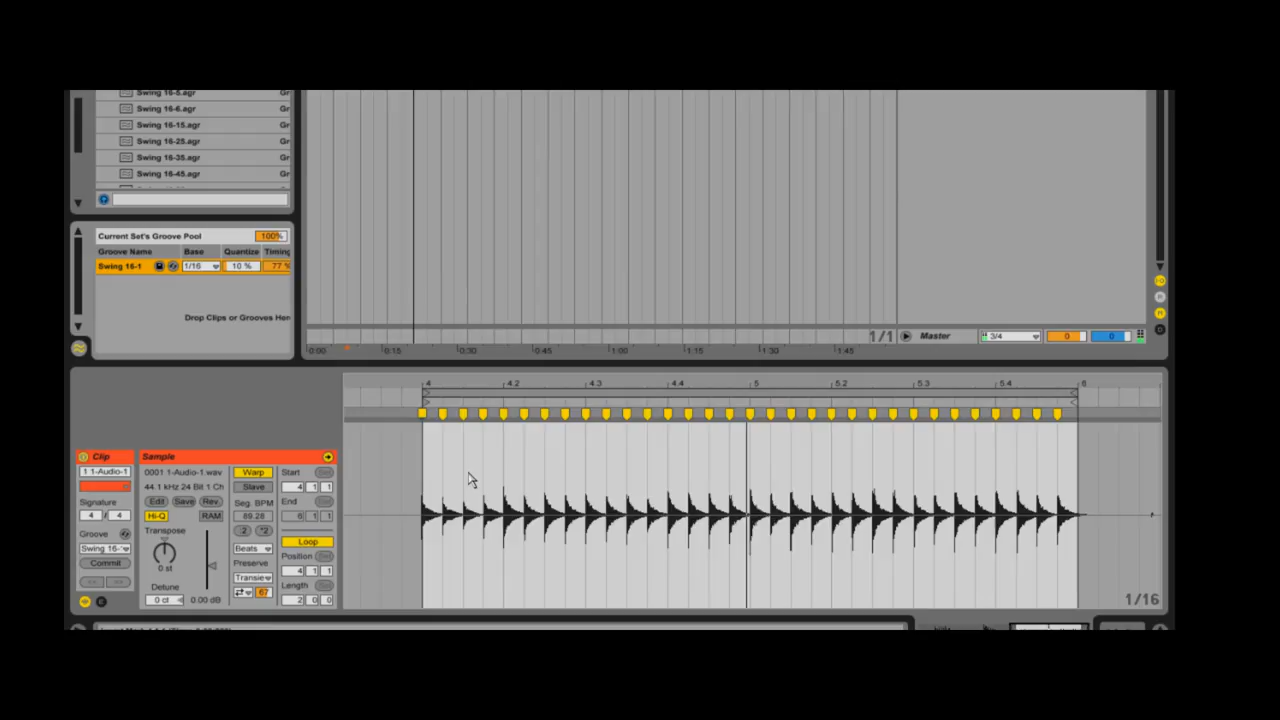 Swing 16-5.agr Gr
Swing 16-6.agr Gr
Swing 16-15.agr Gr
Swing 16-25.agr Gr
Swing 16-35.agr Gr
Swing 16-45.agr Gr
Current Set's Groove Pool 100%
Groove Name Base Quantize Timing
Swing 16-1 1/16 10 % 77 %
Drop Clips or Grooves Her
1/1 Master 3/4 0 0
0:00 0:15 0:30 0:45 1:00 1:15 1:30 1:45
4 4.2 4.3 4.4 5 5.2 5.3 5.4 6
Clip Sample
1 1-Audio-1 0001 1-Audio-1.wav Warp Start
44.1 kHz 24 Bit 1 Ch Slave 4 1 1
Signature Edit Save Rev. Seg. BPM End
4 / 4 Hi-Q RAM 89.28 6 1 1
Groove Transpose :2 *2
Swing 16- Beats Loop
Commit 0 st Preserve Position
<< >> Transie 4 1 1
Detune Length
0 ct 0.00 dB 67 2 0 0
1/16